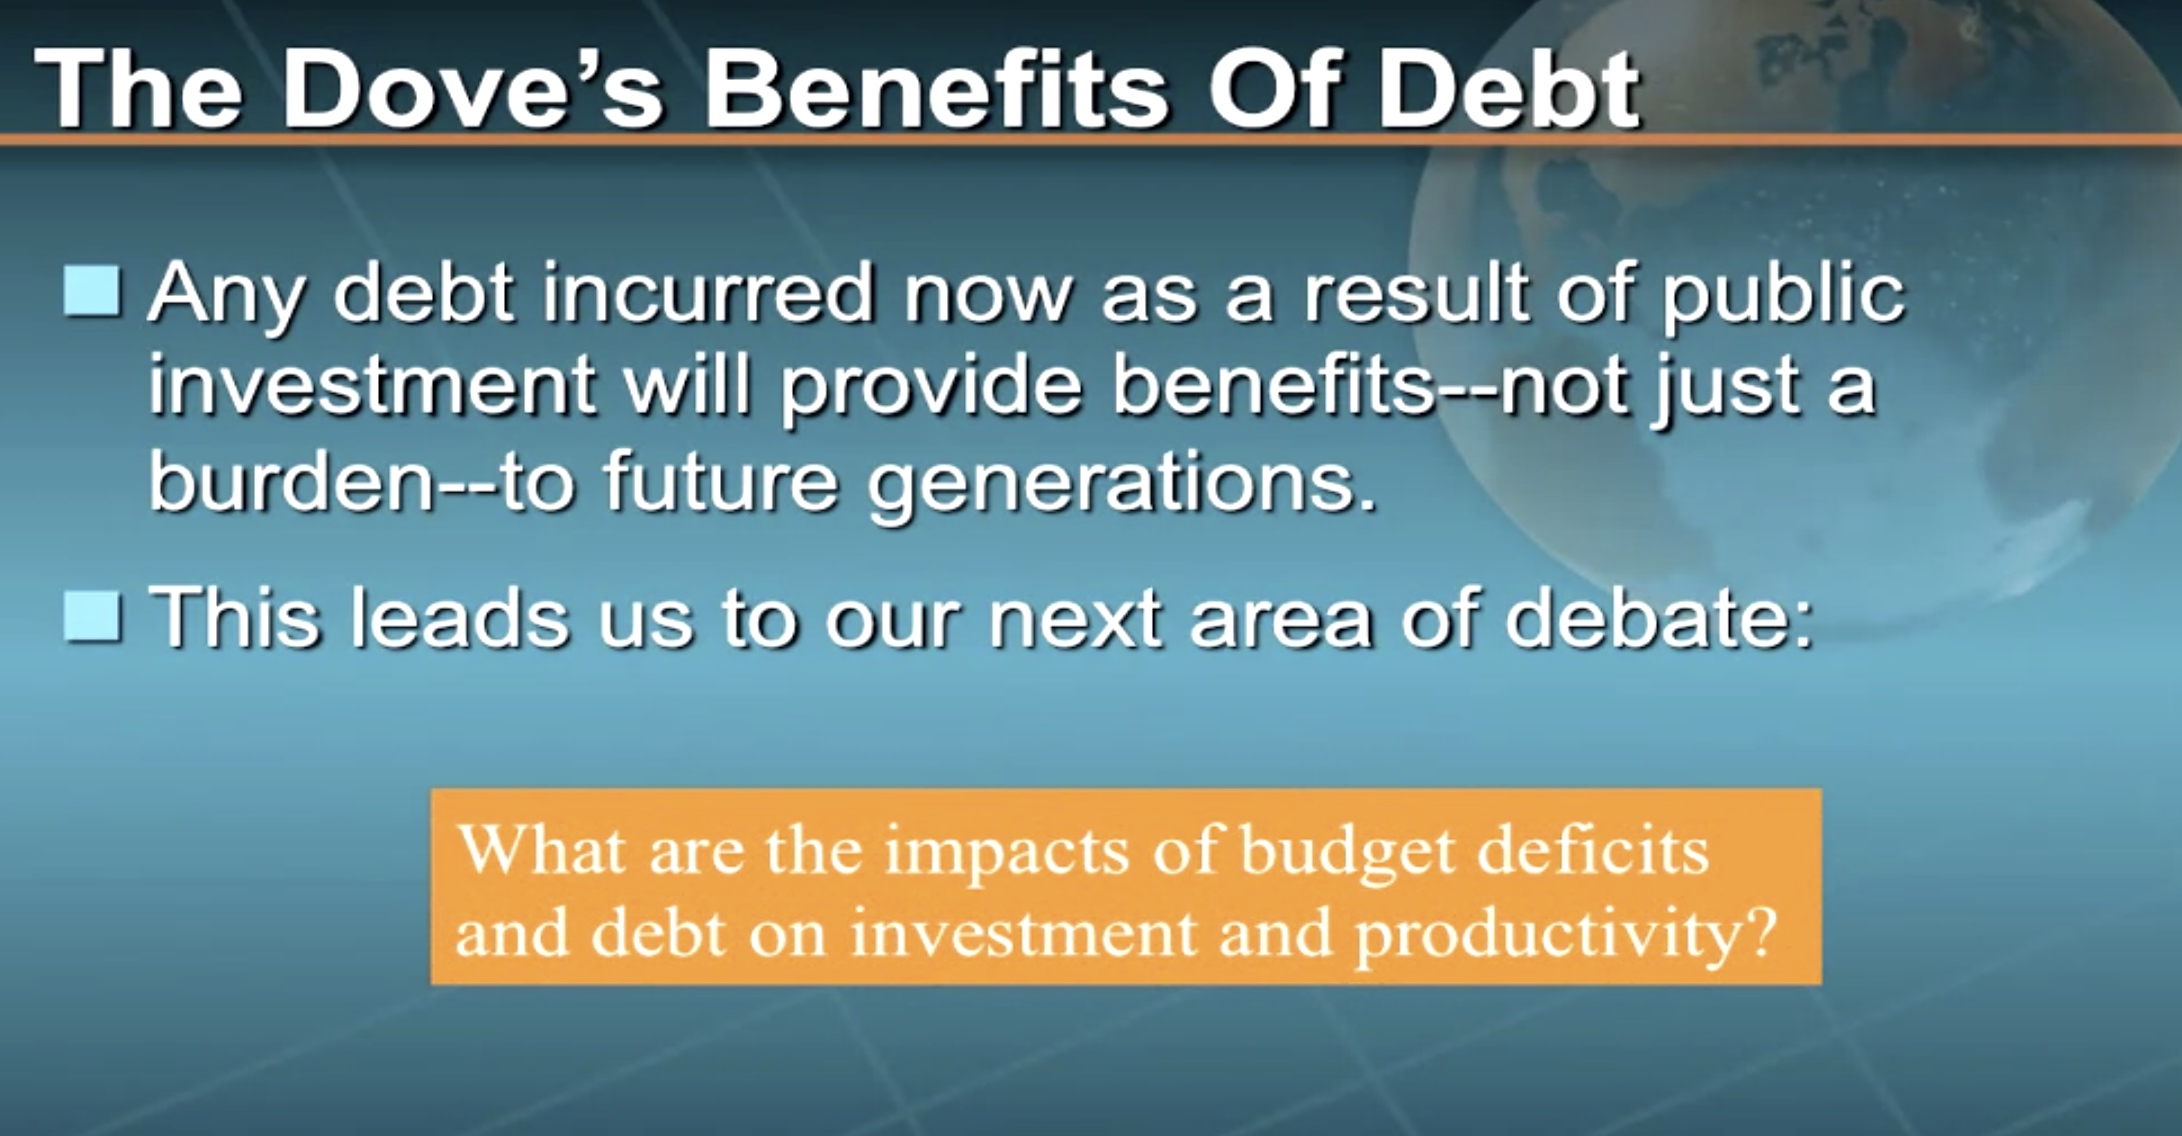 The Dove’s Benefits Of Debt
Any debt incurred now as a result of public
investment will provide benefits--not just a
burden--to future generations.
This leads us to our next area of debate:
What are the impacts of budget deficits
and debt on investment and productivity?